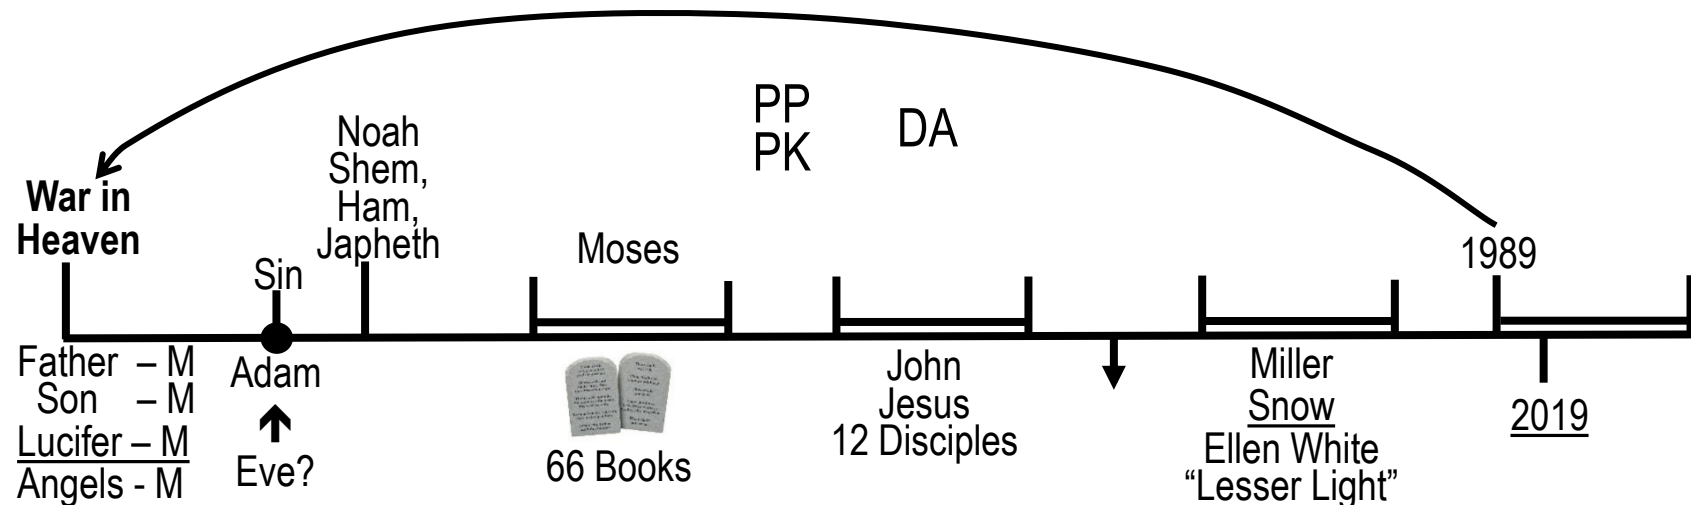 PP
PK
DA
Noah
Shem,
Ham,
Japheth
War in
Heaven
Moses
1989
Sin
Father – M
Son – M
Lucifer – M
Angels - M
Adam
Eve?
66 Books
John
Jesus
12 Disciples
Miller
Snow
Ellen White
“Lesser Light”
2019